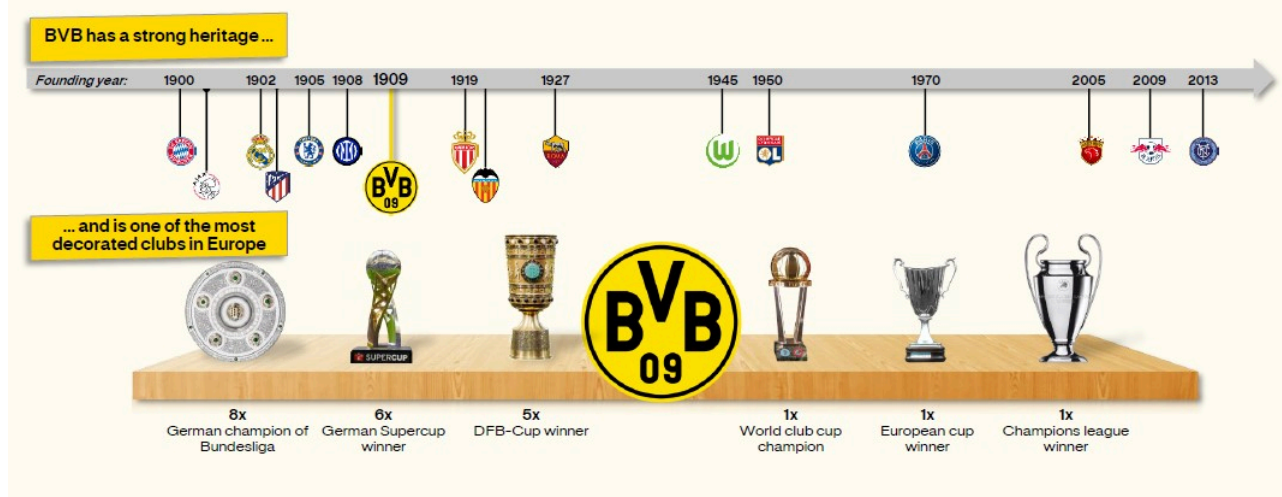 BVB has a strong heritage ...
Founding year: 1900 1902 1905 1908 1909 1919 1927 1945 1950 1970 2005 2009 2013
BVB
09
... and is one of the most
decorated clubs in Europe
SUPERCUP
BVB
09
8x
German champion of
Bundesliga
6x
German Supercup
winner
5x
DFB-Cup winner
1x
World club cup
champion
1x
European cup
winner
1x
Champions league
winner